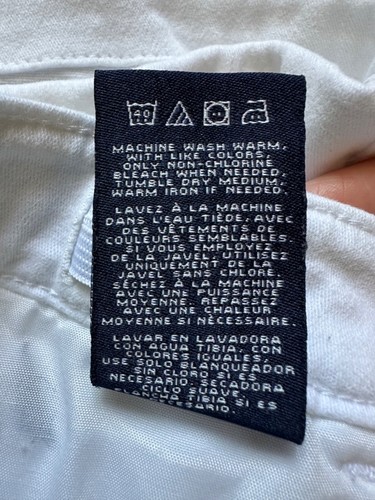 40
MACHINE WASH WARM,
WITH LIKE COLORS,
ONLY NON-CHLORINE
BLEACH WHEN NEEDED,
TUMBLE DRY MEDIUM,
WARM IRON IF NEEDED.
LAVEZ À LA MACHINE
DANS L'EAU TIÈDE, AVEC
DES VÊTEMENTS DE
COULEURS SEMBLABLES.
SI VOUS EMPLOYEZ
DE LA JAVEL, UTILISEZ
UNIQUEMENT DE LA
JAVEL SANS CHLORE.
SÉCHEZ À LA MACHINE
AVEC UNE PUISSANCE
MOYENNE. REPASSEZ
AVEC UNE CHALEUR
MOYENNE SI NÉCESSAIRE.
LAVAR EN LAVADORA
CON AGUA TIBIA, CON
COLORES IGUALES,
USE SOLO BLANQUEADOR
SIN CLORO SI ES
NECESARIO. SECADORA
CICLO SUAVE.
PLANCHA TIBIA SI ES
NECESARIO.